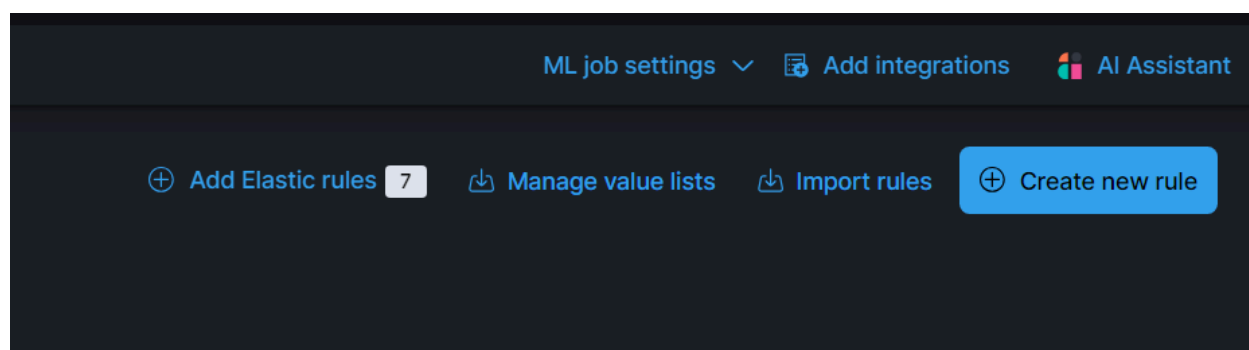 ML job settings Add integrations AI Assistant
Add Elastic rules 7 Manage value lists Import rules Create new rule